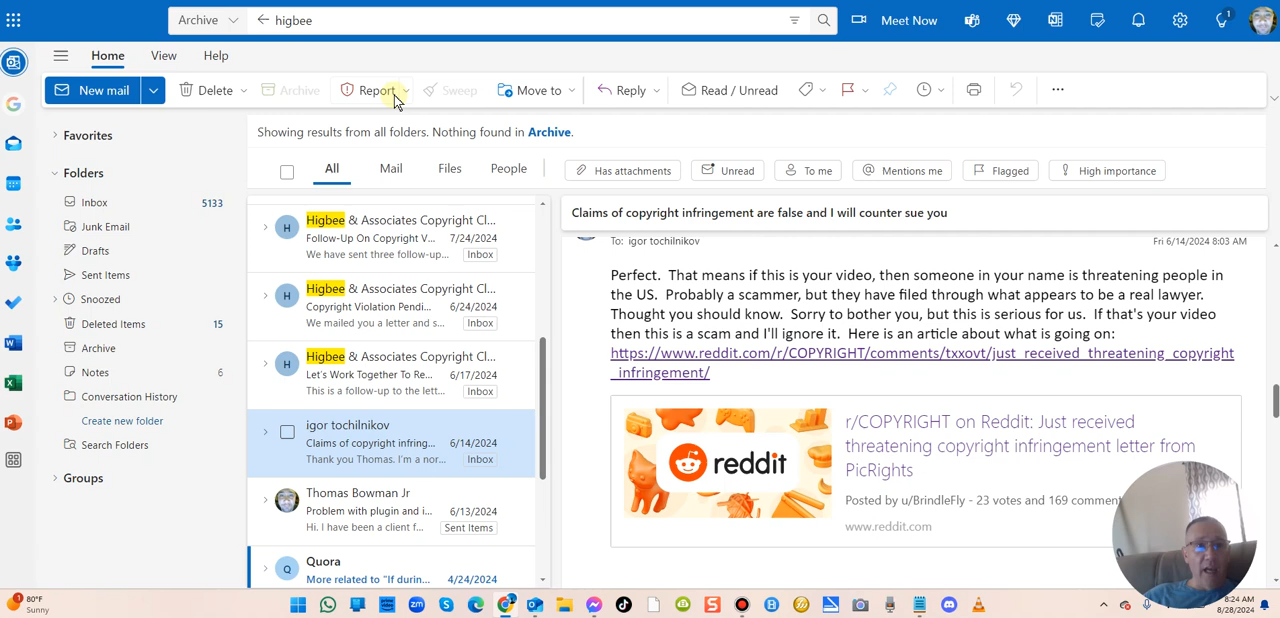 Archive
higbee
Meet Now
1
Home
View
Help
New mail
Delete
Archive
Report
Sweep
Move to
Reply
Read / Unread
Favorites
Folders
Inbox 5133
Junk Email
Drafts
Sent Items
Snoozed
Deleted Items 15
Archive
Notes 6
Conversation History
Create new folder
Search Folders
Groups
Showing results from all folders. Nothing found in Archive.
All
Mail
Files
People
Has attachments
Unread
To me
Mentions me
Flagged
High importance
H
Higbee & Associates Copyright Cl...
Follow-Up On Copyright V... 7/24/2024
We have sent three follow-up... Inbox
H
Higbee & Associates Copyright Cl...
Copyright Violation Pendi... 6/24/2024
We mailed you a letter and s... Inbox
H
Higbee & Associates Copyright Cl...
Let's Work Together To Re... 6/17/2024
This is a follow-up to the lett... Inbox
igor tochilnikov
Claims of copyright infring... 6/14/2024
Thank you Thomas. I'm a nor... Inbox
Thomas Bowman Jr
Problem with plugin and i... 6/13/2024
Hi. I have been a client f... Sent Items
Q
Quora
More related to "If durin... 4/24/2024
Claims of copyright infringement are false and I will counter sue you
To: igor tochilnikov
Fri 6/14/2024 8:03 AM
Perfect. That means if this is your video, then someone in your name is threatening people in
the US. Probably a scammer, but they have filed through what appears to be a real lawyer.
Thought you should know. Sorry to bother you, but this is serious for us. If that's your video
then this is a scam and I'll ignore it. Here is an article about what is going on:
https://www.reddit.com/r/COPYRIGHT/comments/txxovt/just_received_threatening_copyright
_infringement/
reddit
r/COPYRIGHT on Reddit: Just received
threatening copyright infringement letter from
PicRights
Posted by u/BrindleFly - 23 votes and 169 comment
www.reddit.com
1
80°F
Sunny
zm
8:24 AM
8/28/2024